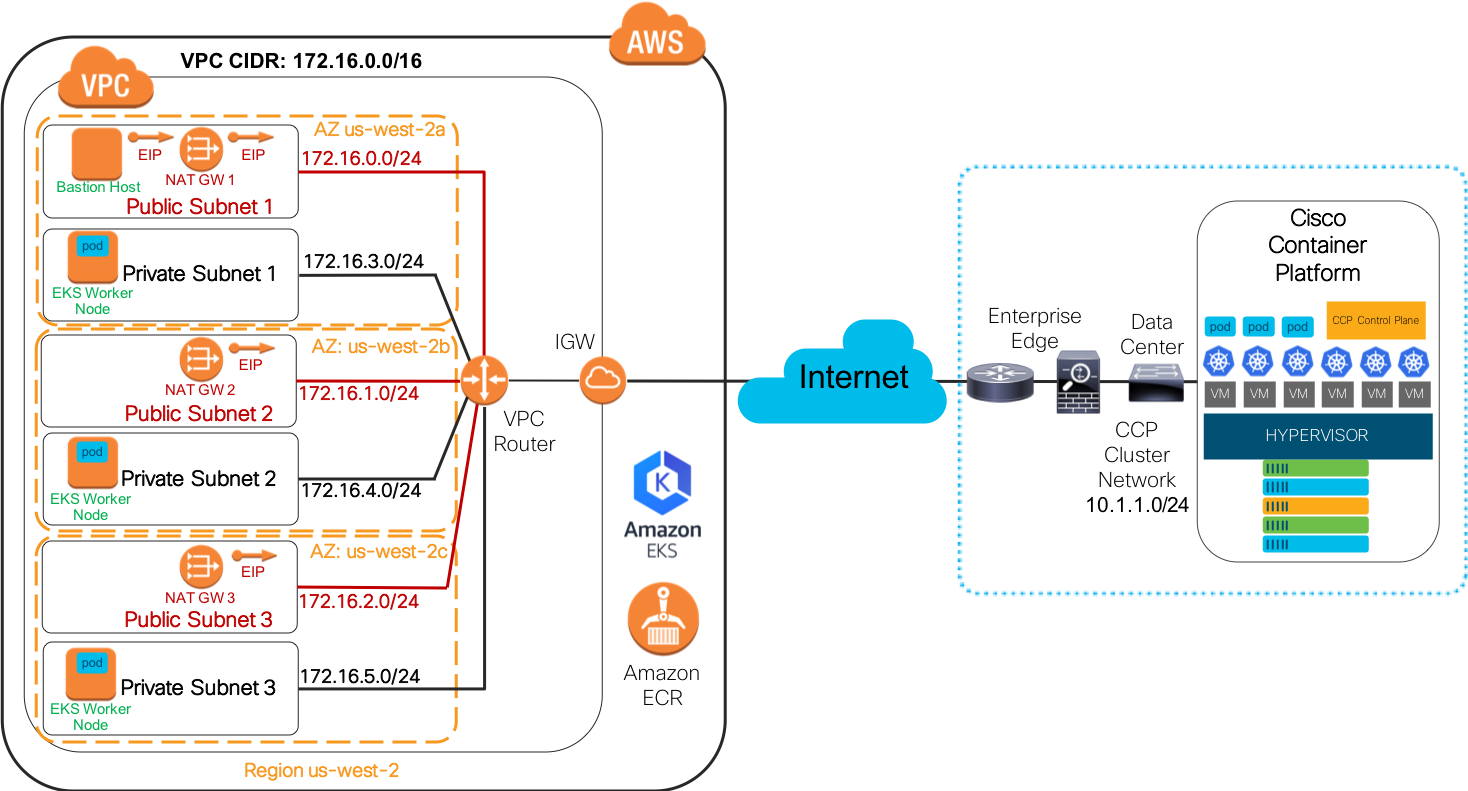 AWS
VPC CIDR: 172.16.0.0/16
VPC
AZ us-west-2a
EIP
EIP
172.16.0.0/24
Bastion Host
NAT GW 1
Public Subnet 1
pod
Private Subnet 1
172.16.3.0/24
EKS Worker
Node
AZ: us-west-2b
EIP
NAT GW 2
172.16.1.0/24
Public Subnet 2
pod
Private Subnet 2
172.16.4.0/24
EKS Worker
Node
AZ: us-west-2c
EIP
NAT GW 3
172.16.2.0/24
Public Subnet 3
pod
Private Subnet 3
172.16.5.0/24
EKS Worker
Node
Region us-west-2
VPC
Router
IGW
K
Amazon
EKS
Amazon
ECR
Internet
Enterprise
Edge
Data
Center
CCP
Cluster
Network
10.1.1.0/24
Cisco
Container
Platform
pod
pod
pod
CCP Control Plane
VM
VM
VM
VM
VM
VM
HYPERVISOR